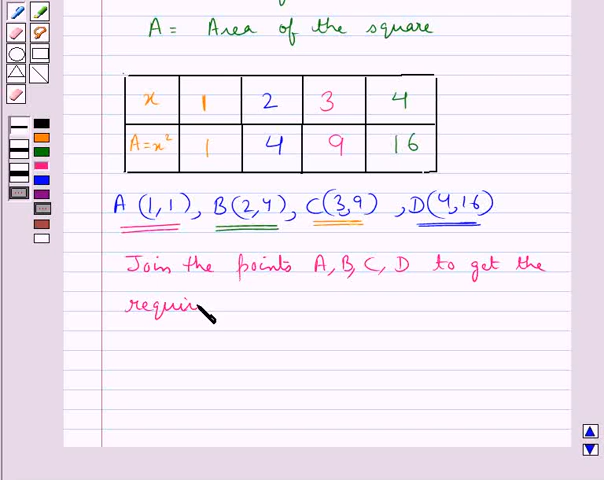 A = Area of the square
x 1 2 3 4
A=x² 1 4 9 16
A (1,1), B(2,4), C(3,9) , D(4,16)
Join the points A, B, C, D to get the
requir